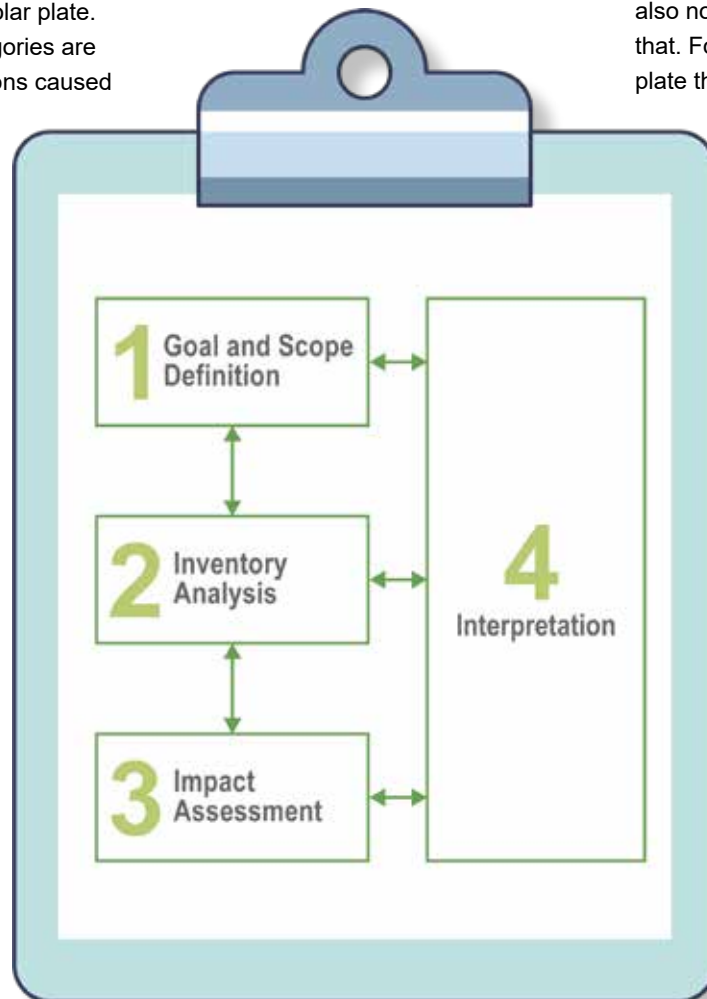 olar plate.
gories are
ons caused
also no
that. Fo
plate th
1
Goal and Scope
Definition
2
Inventory
Analysis
3
Impact
Assessment
4
Interpretation